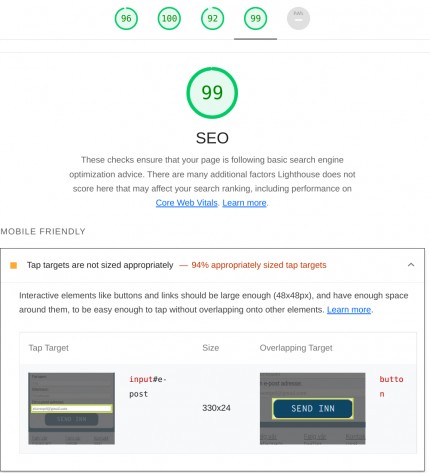 96 100 92 99
99
SEO
These checks ensure that your page is following basic search engine
optimization advice. There are many additional factors Lighthouse does not
score here that may affect your search ranking, including performance on
Core Web Vitals. Learn more.
MOBILE FRIENDLY
Tap targets are not sized appropriately — 94% appropriately sized tap targets
Interactive elements like buttons and links should be large enough (48x48px), and have enough space
around them, to be easy enough to tap without overlapping onto other elements. Learn more.
Tap Target Size Overlapping Target
input#e-
post
330x24
butto
n
SEND INN
SEND INN